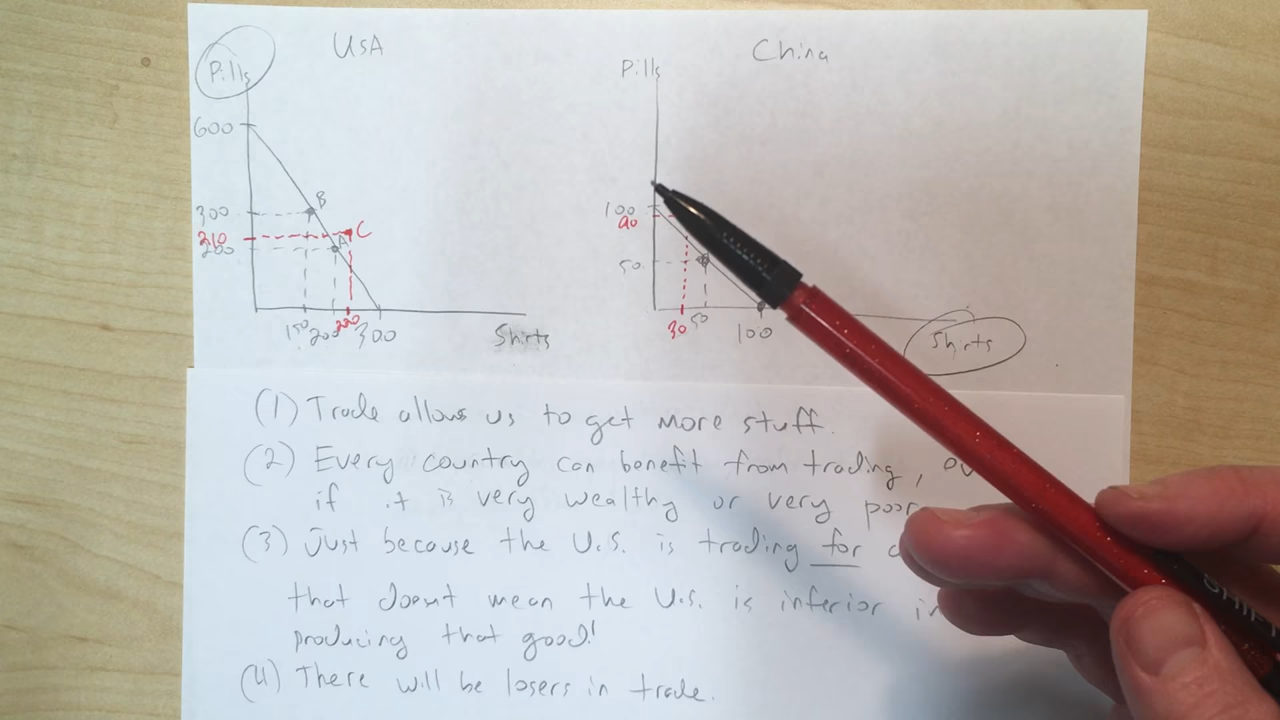 USA
China
Pills
Pills
600
300
210
200
B
A
C
150
200
220
300
Shirts
100
90
50
30
50
100
Shirts
(1) Trade allows us to get more stuff.
(2) Every country can benefit from trading,
if it is very wealthy or very poor
(3) Just because the U.S. is trading for
that doesn't mean the U.S. is inferior in
producing that good!
(4) There will be losers in trade.